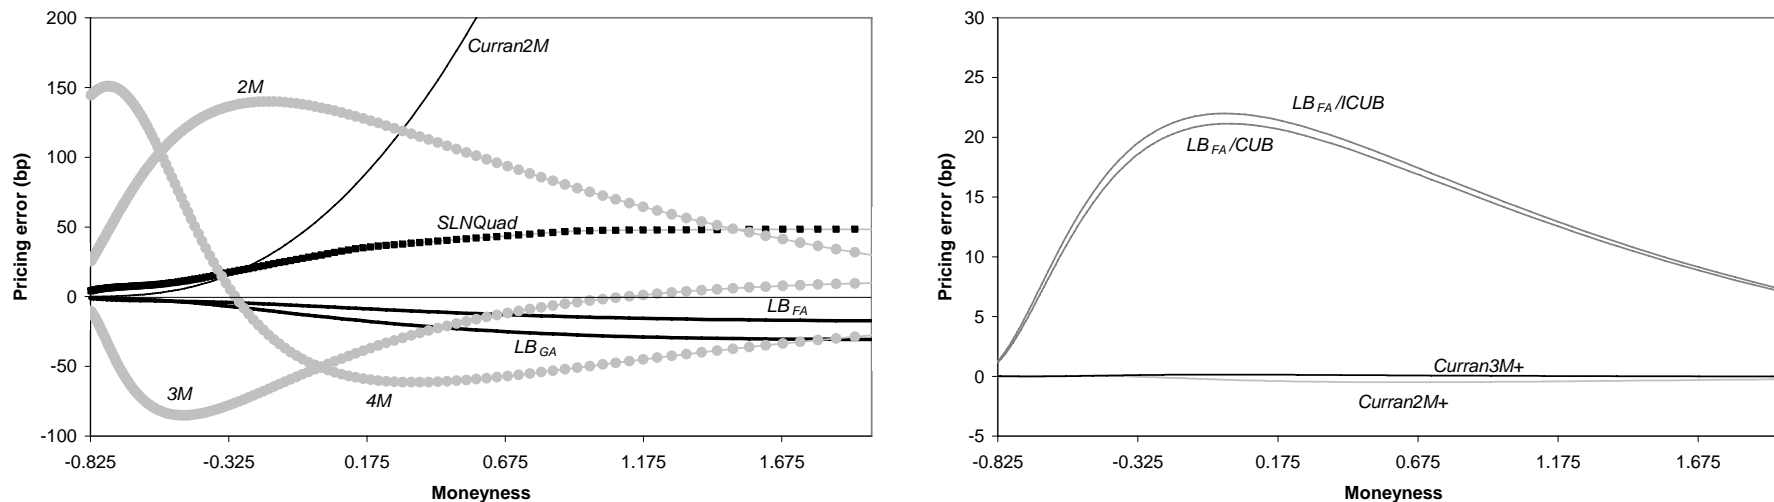 200
150
100
50
0
-50
-100
Pricing error (bp)
Curran2M
2M
SLNQuad
LB FA
LB GA
3M
4M
-0.825 -0.325 0.175 0.675 1.175 1.675
Moneyness
30
25
20
15
10
5
0
-5
Pricing error (bp)
LB FA /ICUB
LB FA /CUB
Curran3M+
Curran2M+
-0.825 -0.325 0.175 0.675 1.175 1.675
Moneyness